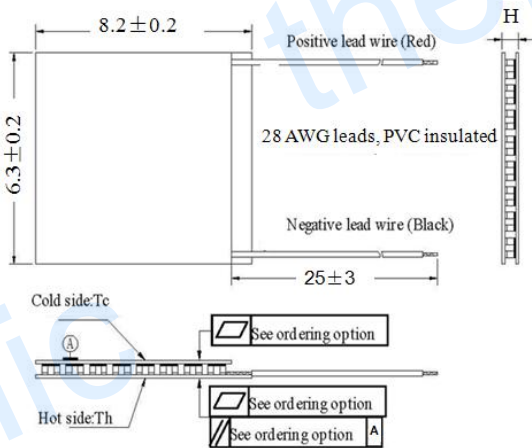 8.2±0.2
H
Positive lead wire (Red)
28 AWG leads, PVC insulated
6.3±0.2
Negative lead wire (Black)
25±3
Cold side:Tc
A
See ordering option
Hot side:Th
See ordering option
See ordering option A